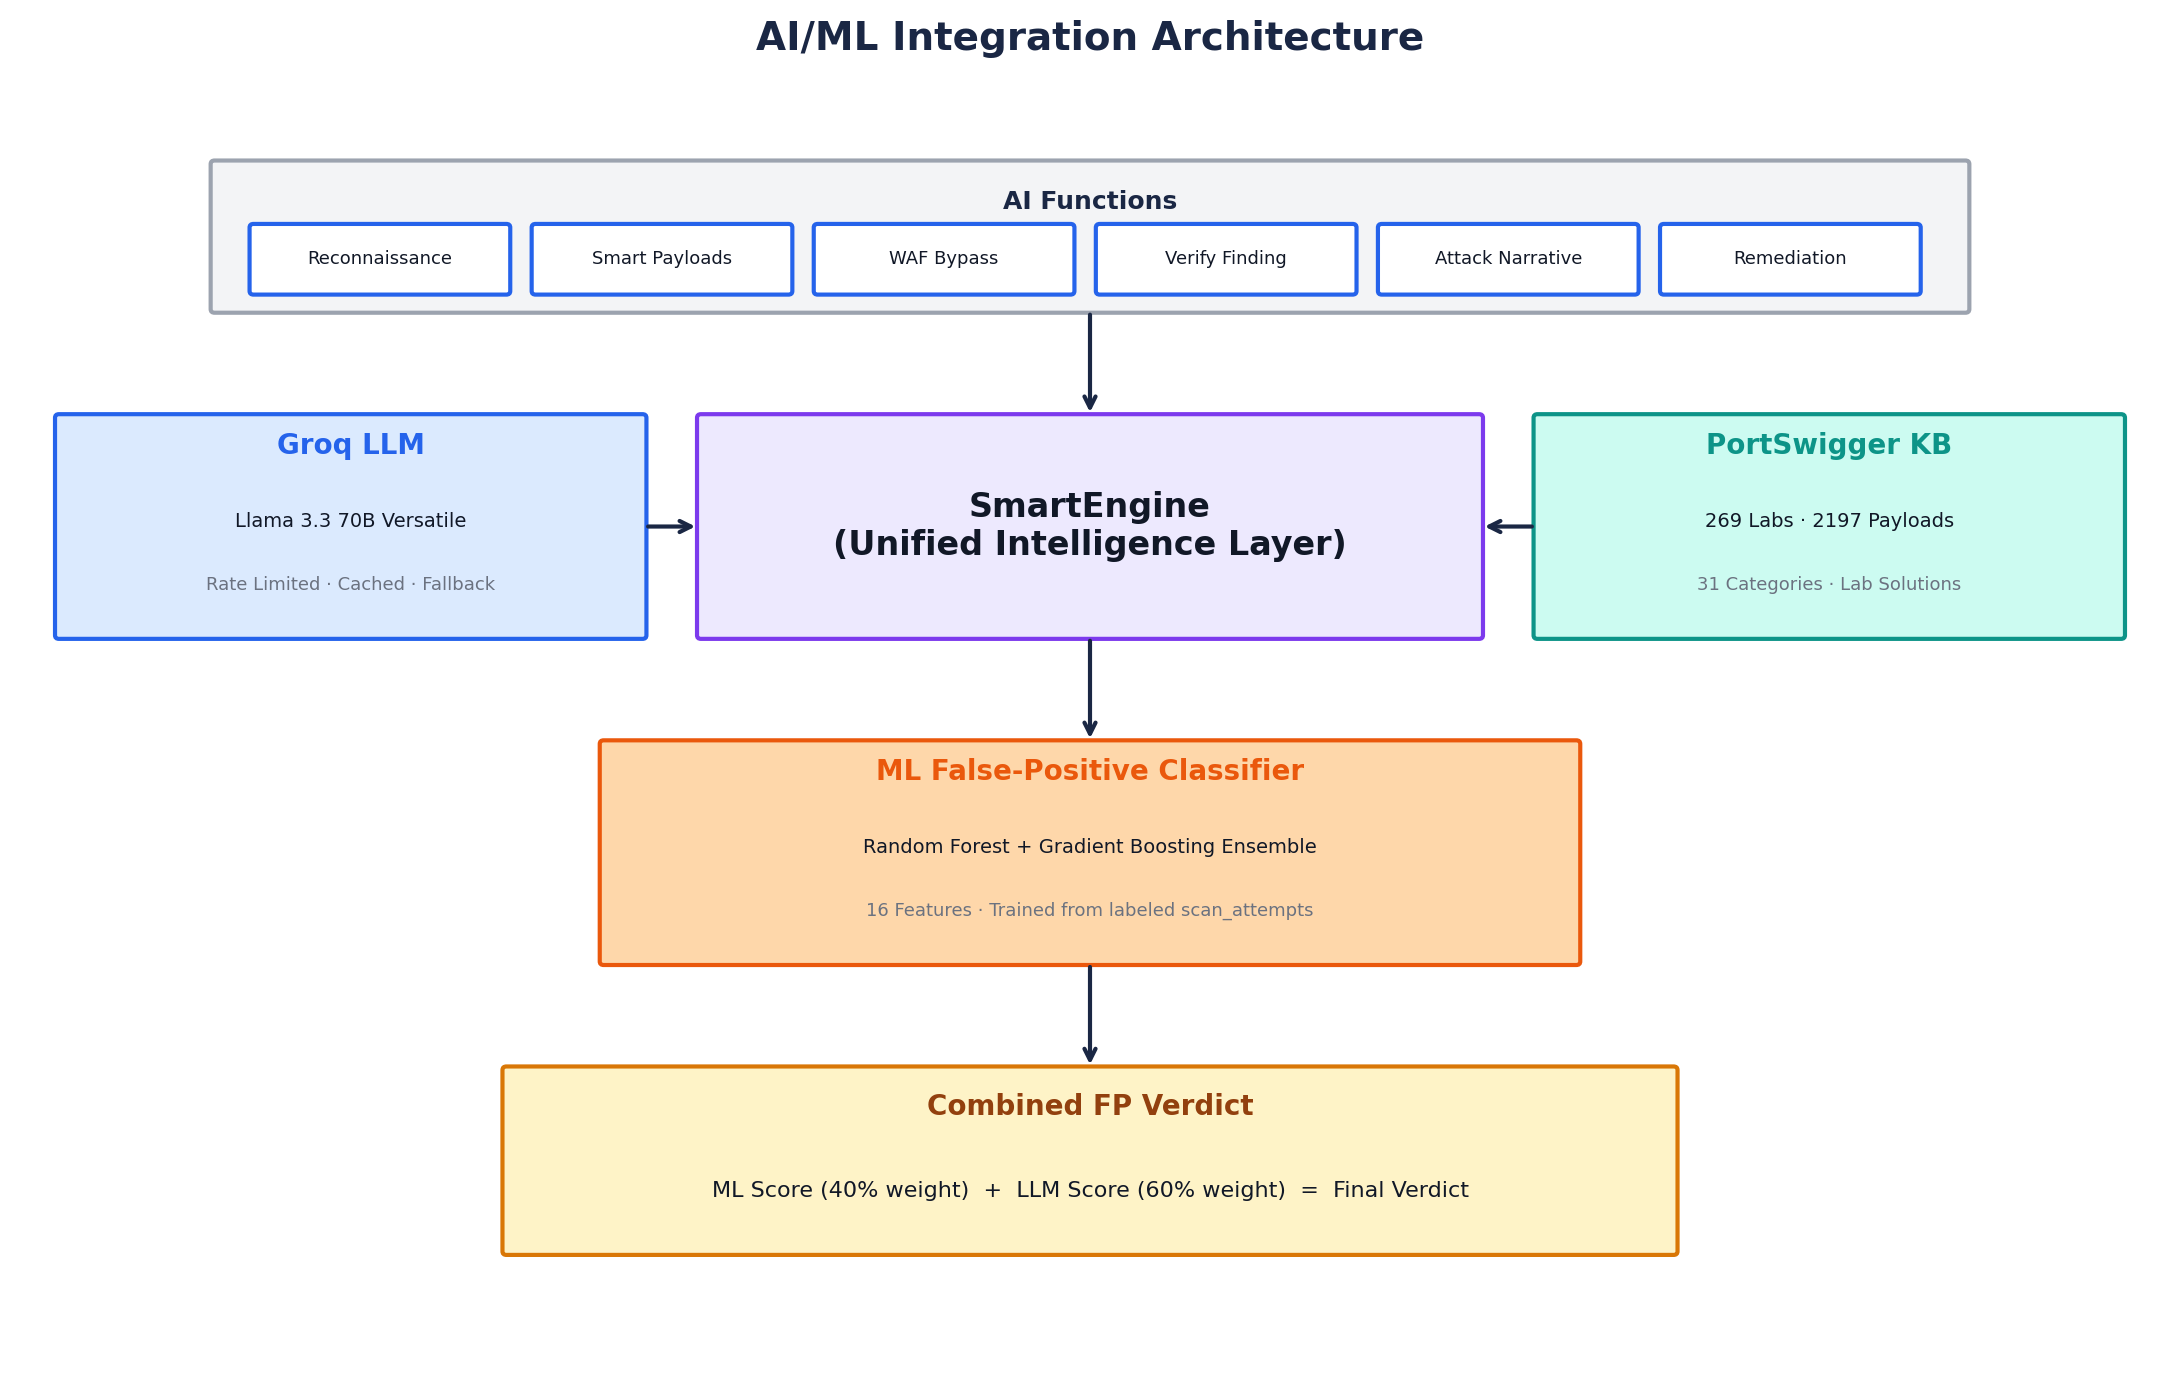 AI/ML Integration Architecture
AI Functions
Reconnaissance
Smart Payloads
WAF Bypass
Verify Finding
Attack Narrative
Remediation
Groq LLM
Llama 3.3 70B Versatile
Rate Limited · Cached · Fallback
SmartEngine
(Unified Intelligence Layer)
PortSwigger KB
269 Labs · 2197 Payloads
31 Categories · Lab Solutions
ML False-Positive Classifier
Random Forest + Gradient Boosting Ensemble
16 Features · Trained from labeled scan_attempts
Combined FP Verdict
ML Score (40% weight)  +  LLM Score (60% weight)  =  Final Verdict